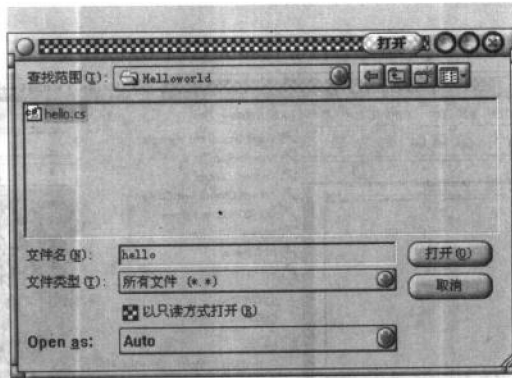 打开
查找范围(I): Helloworld
hello.cs
文件名(N): hello 打开(O)
文件类型(T): 所有文件 (*.*) 取消
以只读方式打开(R)
Open as: Auto